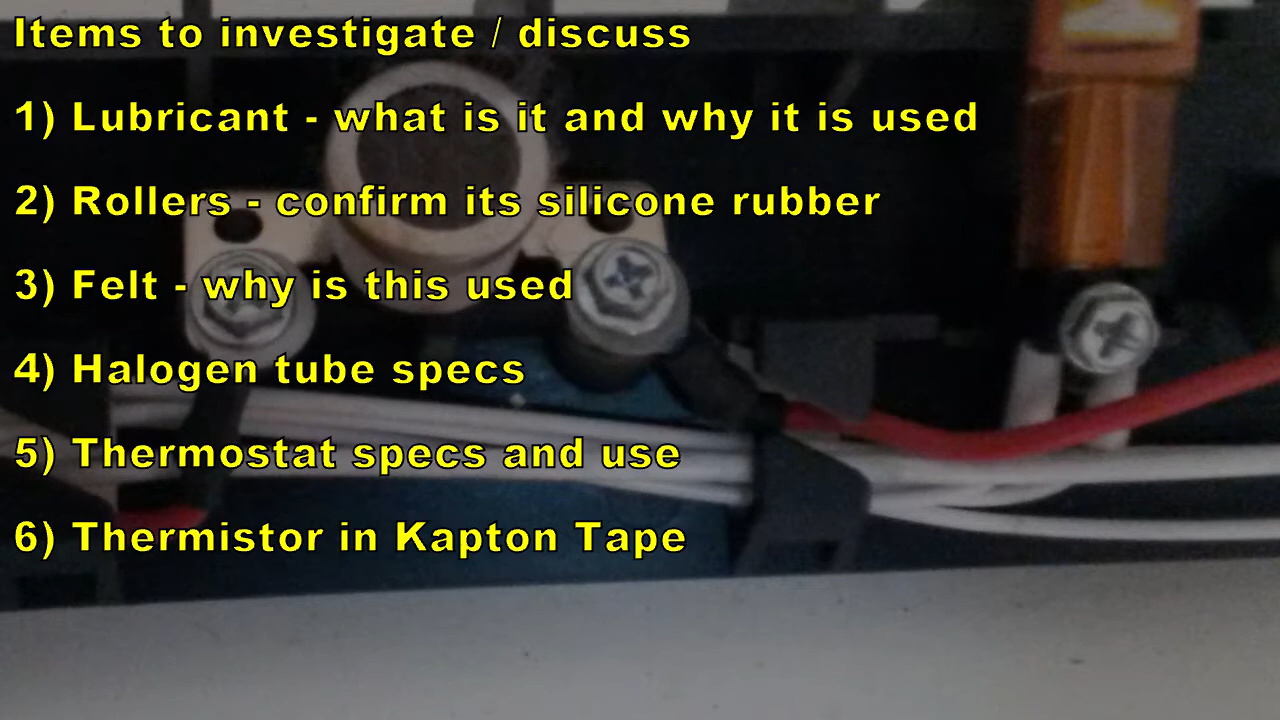 Items to investigate / discuss
1) Lubricant - what is it and why it is used
2) Rollers - confirm its silicone rubber
3) Felt - why is this used
4) Halogen tube specs
5) Thermostat specs and use
6) Thermistor in Kapton Tape